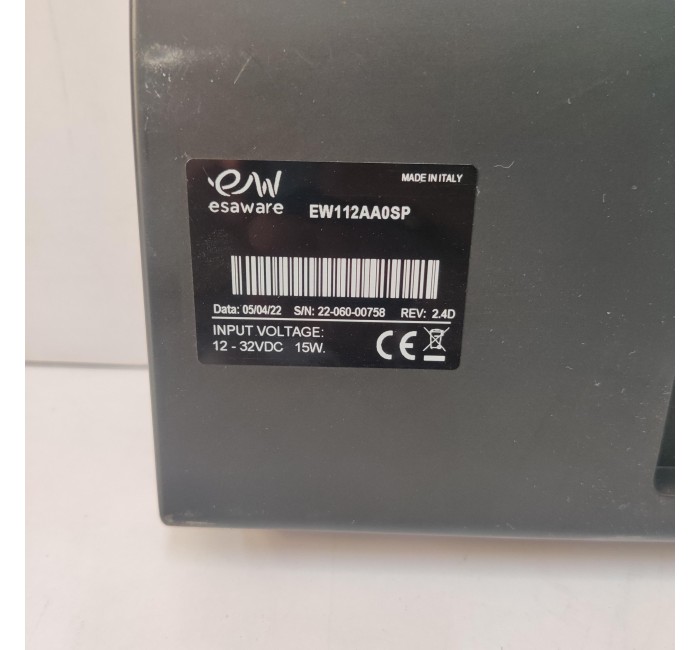 ew
MADE IN ITALY
esaware
EW112AA0SP
Data: 05/04/22 S/N: 22-060-00758 REV: 2.4D
INPUT VOLTAGE:
12 - 32VDC 15W.
CE